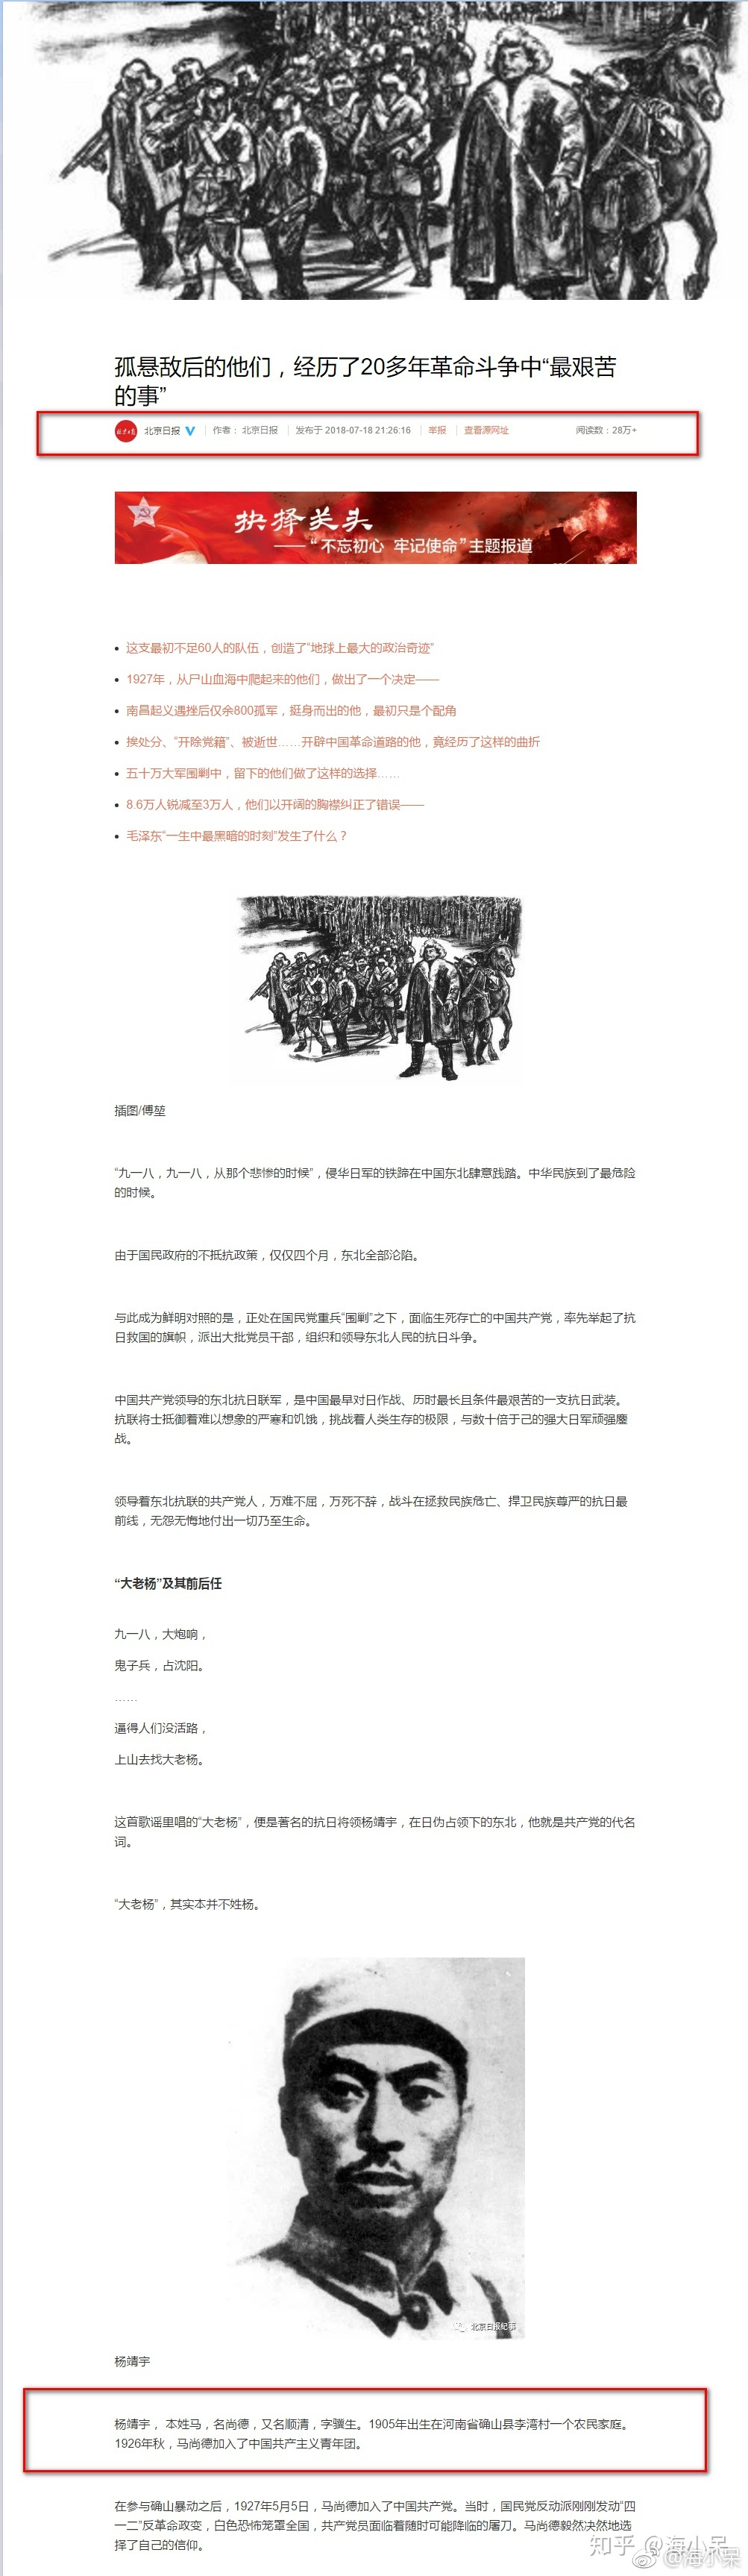 孤悬敌后的他们，经历了20多年革命斗争中“最艰苦
的事”
北京日报 北京日报 作者： 北京日报 发布于 2018-07-18 21:26:16 举报 查看源网址 阅读数：28万+
抉择关头
——“不忘初心 牢记使命”主题报道
这支最初不足60人的队伍，创造了“地球上最大的政治奇迹”
1927年，从尸山血海中爬起来的他们，做出了一个决定——
南昌起义遇挫后仅余800孤军，挺身而出的他，最初只是个配角
挨处分、“开除党籍”、被逝世……开辟中国革命道路的他，竟经历了这样的曲折
五十万大军围剿中，留下的他们做了这样的选择……
8.6万人锐减至3万人，他们以开阔的胸襟纠正了错误——
毛泽东“一生中最黑暗的时刻”发生了什么？
插图/傅堃
“九一八，九一八，从那个悲惨的时候”，侵华日军的铁蹄在中国东北肆意践踏。中华民族到了最危险
的时候。
由于国民政府的不抵抗政策，仅仅四个月，东北全部沦陷。
与此成为鲜明对照的是，正处在国民党重兵“围剿”之下，面临生死存亡的中国共产党，率先举起了抗
日救国的旗帜，派出大批党员干部，组织和领导东北人民的抗日斗争。
中国共产党领导的东北抗日联军，是中国最早对日作战、历时最长且条件最艰苦的一支抗日武装。
抗联将士抵御着难以想象的严寒和饥饿，挑战着人类生存的极限，与数十倍于己的强大日军顽强鏖
战。
领导着东北抗联的共产党人，万难不屈，万死不辞，战斗在拯救民族危亡、捍卫民族尊严的抗日最
前线，无怨无悔地付出一切乃至生命。
“大老杨”及其前后任
九一八，大炮响，
鬼子兵，占沈阳。
……
逼得人们没活路，
上山去找大老杨。
这首歌谣里唱的“大老杨”，便是著名的抗日将领杨靖宇，在日伪占领下的东北，他就是共产党的代名
词。
“大老杨”，其实本并不姓杨。
北京日报纪事
杨靖宇
杨靖宇， 本姓马，名尚德，又名顺清，字骥生。1905年出生在河南省确山县李湾村一个农民家庭。
1926年秋，马尚德加入了中国共产主义青年团。
在参与确山暴动之后，1927年5月5日，马尚德加入了中国共产党。当时，国民党反动派刚刚发动“四
一二”反革命政变，白色恐怖笼罩全国，共产党员面临着随时可能降临的屠刀。马尚德毅然决然地选
择了自己的信仰。
知乎 @海小呆
@海小呆